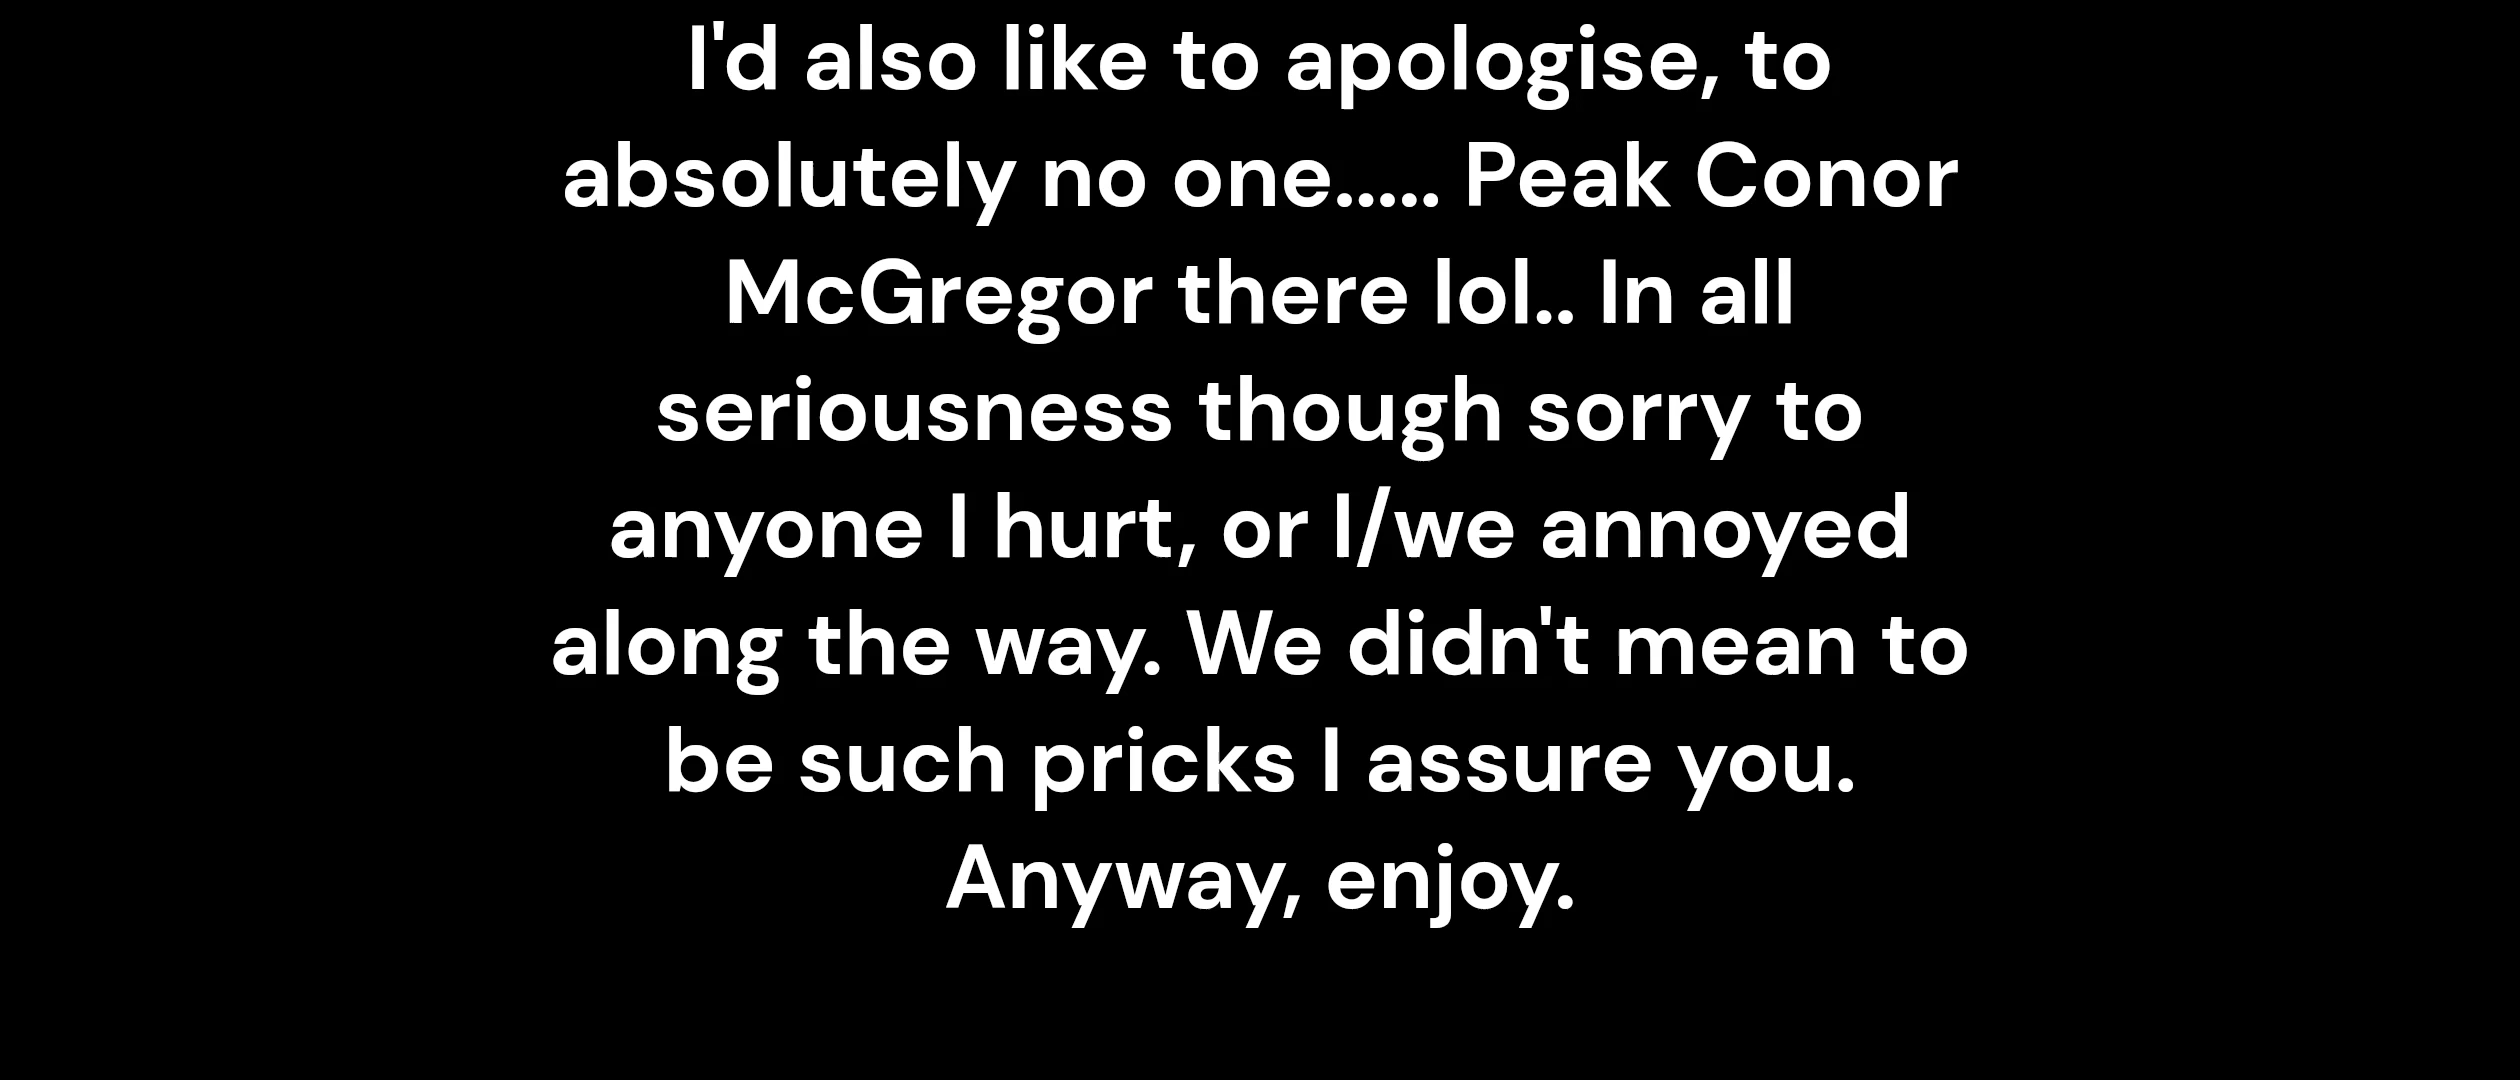 I'd also like to apologise, to
absolutely no one..... Peak Conor
McGregor there lol.. In all
seriousness though sorry to
anyone I hurt, or I/we annoyed
along the way. We didn't mean to
be such pricks I assure you.
Anyway, enjoy.